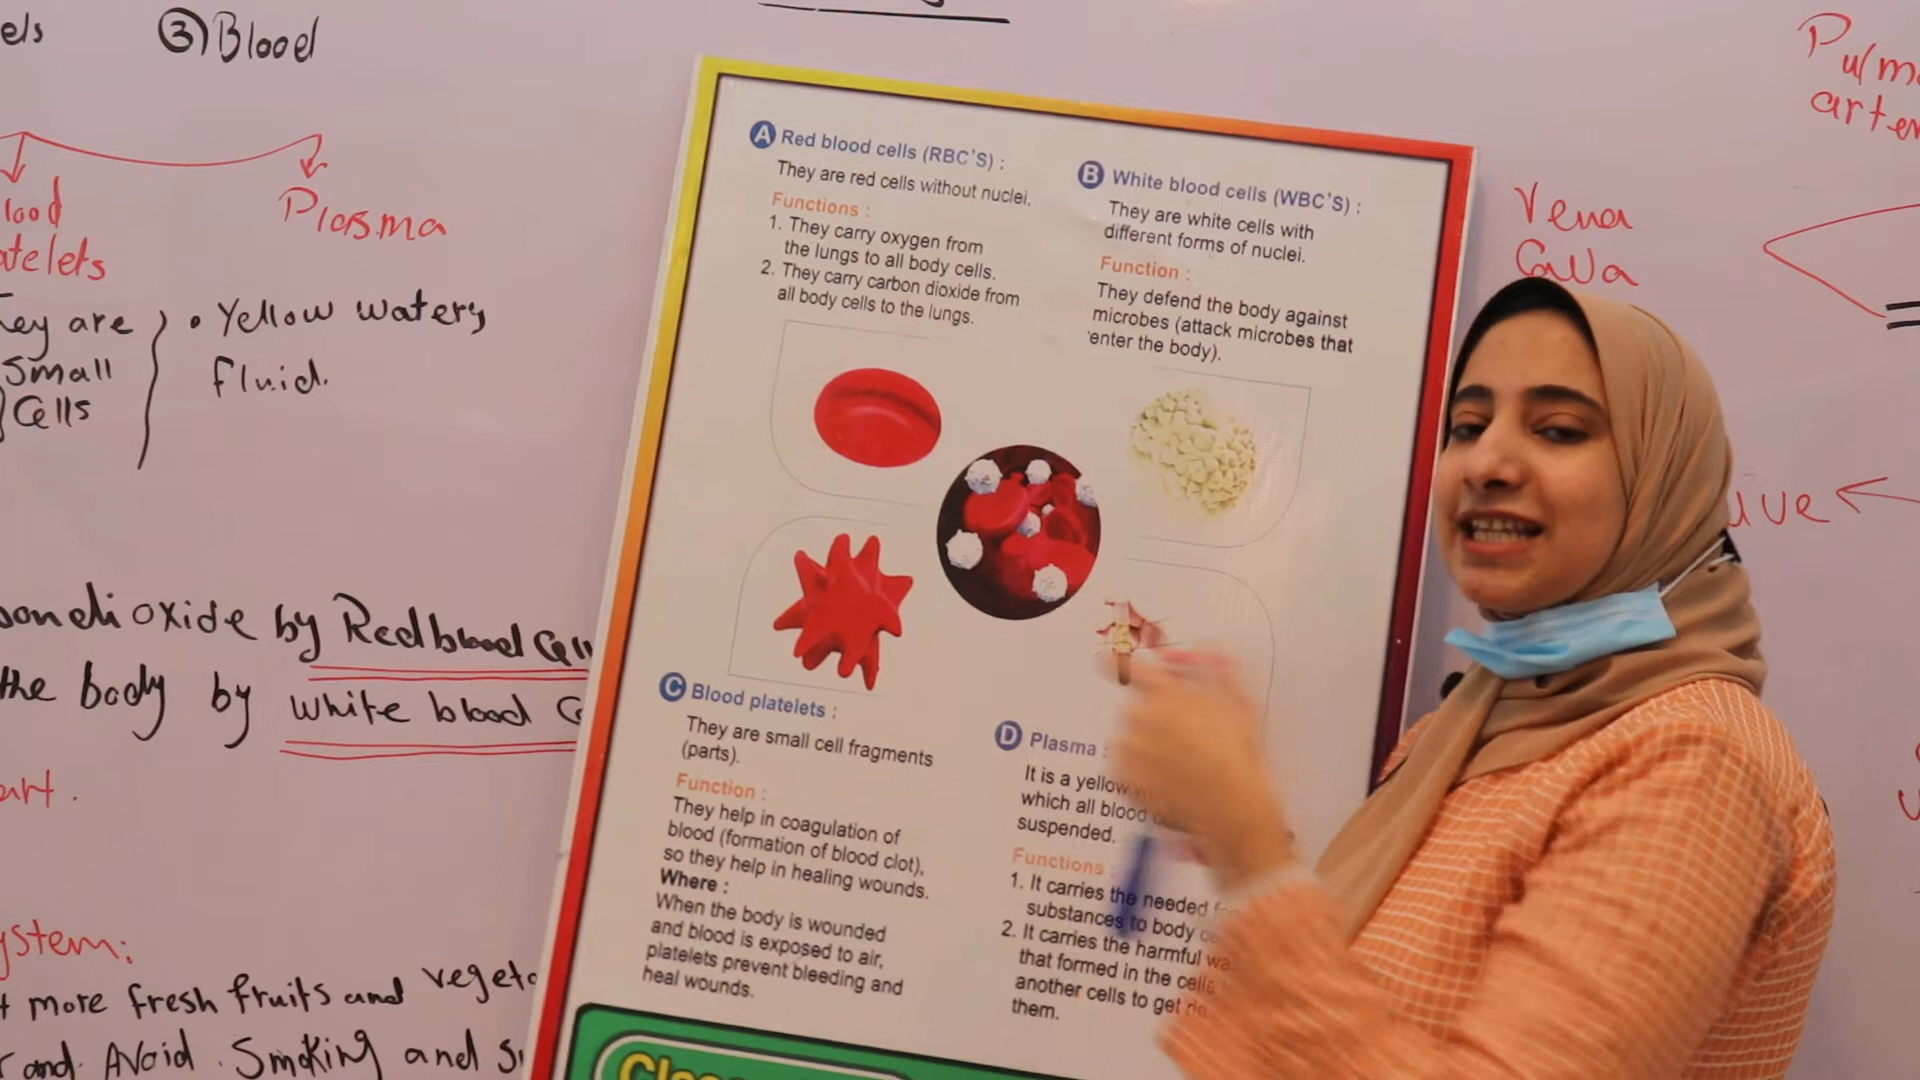 ③ Blood
Plasma
• Yellow watery
Fluid.
They are
Small
Cells
by Red blood
the body by white blood
System:
more fresh fruits and
and Avoid Smoking and
A Red blood cells (RBC'S) :
They are red cells without nuclei.
Functions :
1. They carry oxygen from
the lungs to all body cells.
2. They carry carbon dioxide from
all body cells to the lungs.
B White blood cells (WBC'S) :
They are white cells with
different forms of nuclei.
Function :
They defend the body against
microbes (attack microbes that
enter the body).
C Blood platelets :
They are small cell fragments
(parts).
Function :
They help in coagulation of
blood (formation of blood clot),
so they help in healing wounds.
Where :
When the body is wounded
and blood is exposed to air,
platelets prevent bleeding and
heal wounds.
D Plasma :
It is a yellow
which all blood
suspended.
Functions
1. It carries the needed
substances to body
2. It carries the harmful
that formed in the cells
another cells to get
them.
Vena
Cava